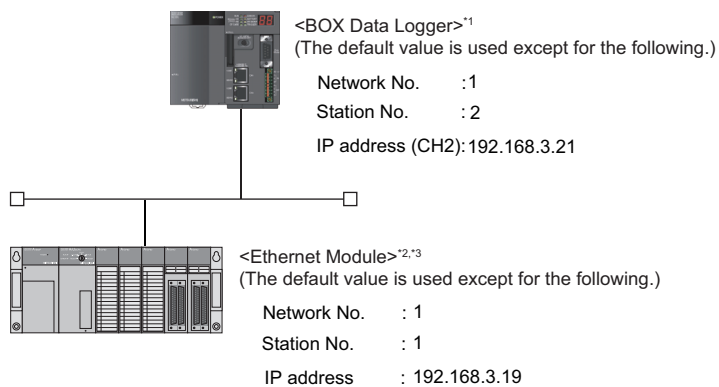 <BOX Data Logger>*1
(The default value is used except for the following.)
Network No. :1
Station No. :2
IP address (CH2):192.168.3.21
<Ethernet Module>*2,*3
(The default value is used except for the following.)
Network No. : 1
Station No. : 1
IP address : 192.168.3.19